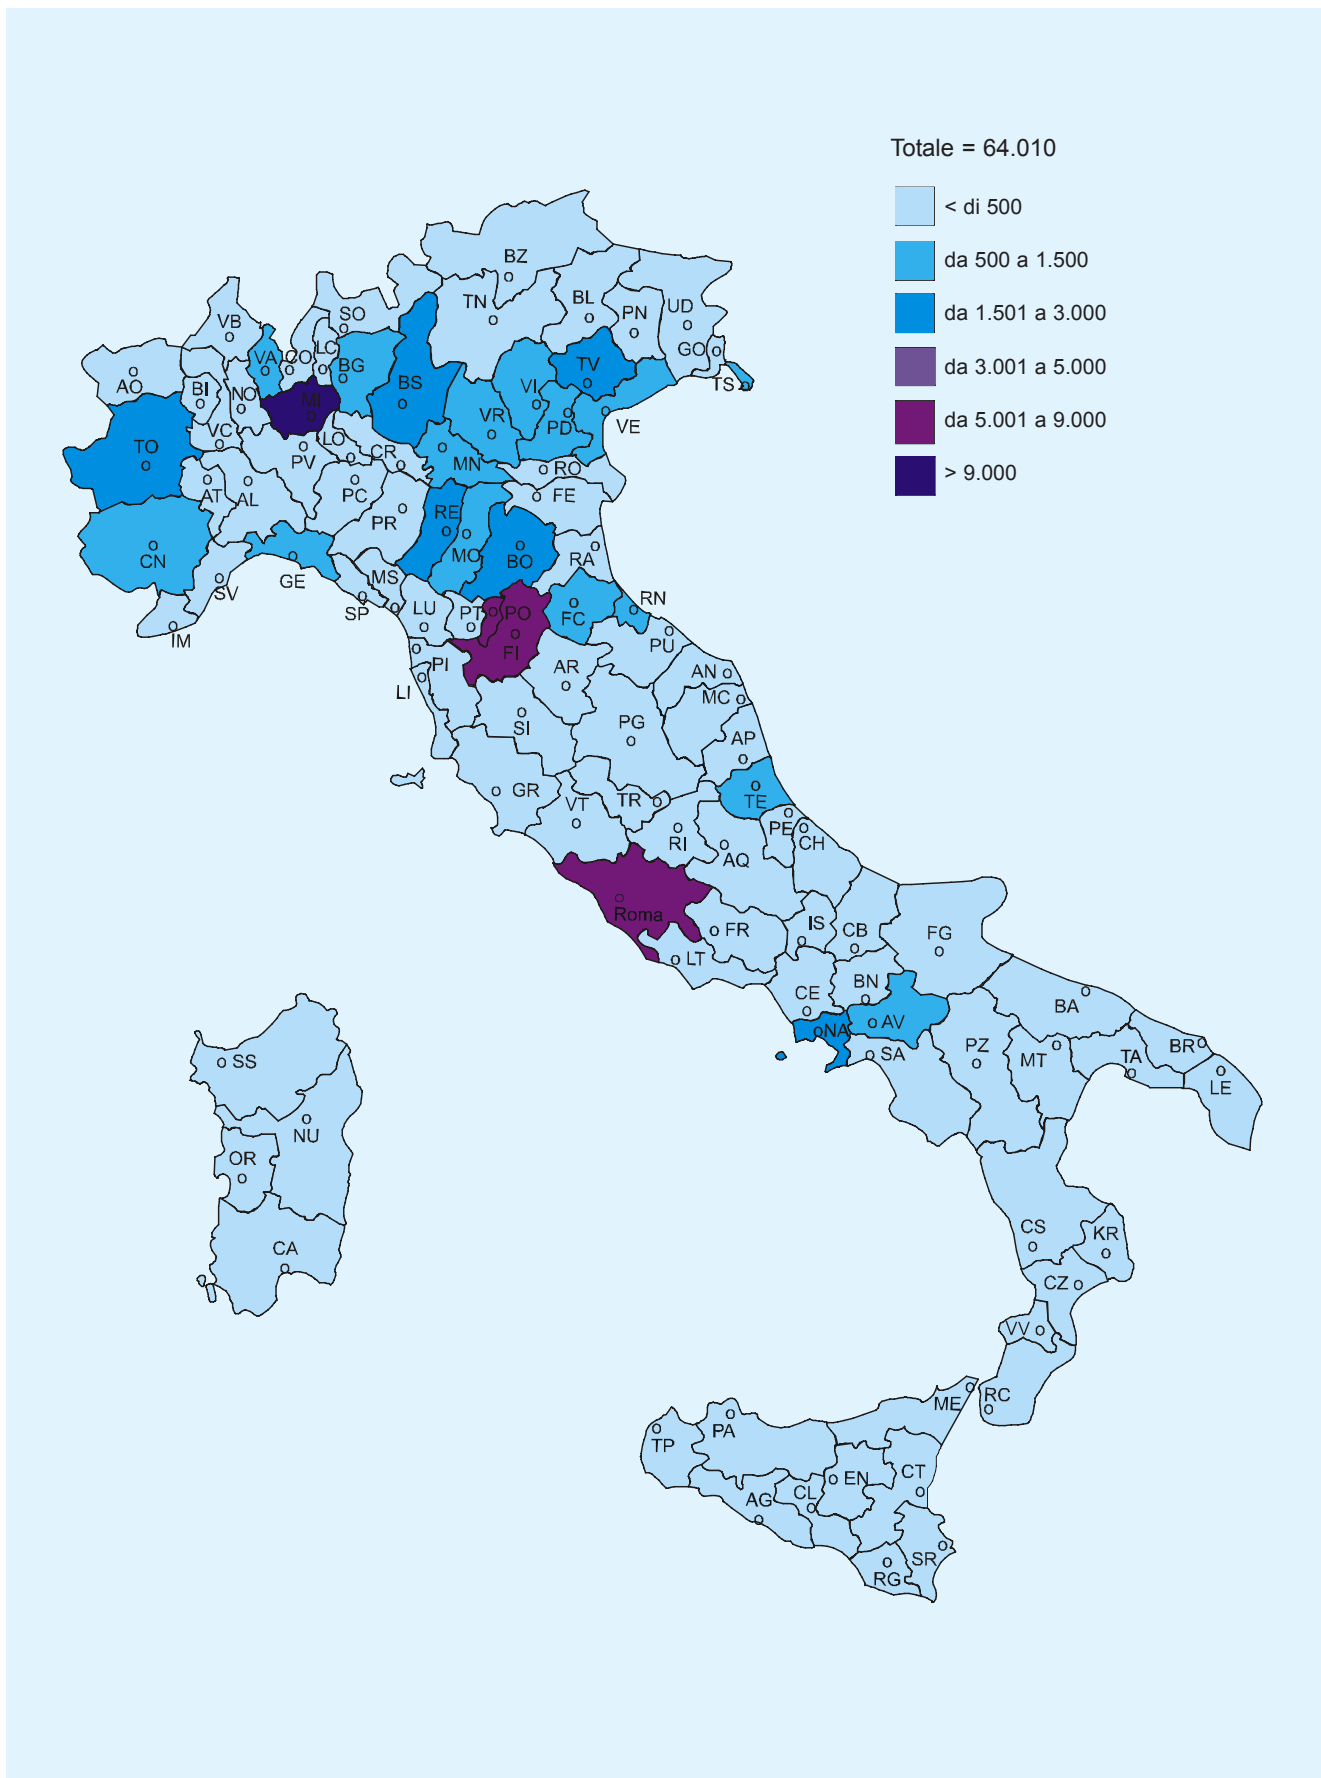 Totale = 64.010
< di 500
da 500 a 1.500
da 1.501 a 3.000
da 3.001 a 5.000
da 5.001 a 9.000
> 9.000
BZ
TN
BL
PN
UD
GO
TS
SO
VB
VA
CO
LC
BG
BS
TV
VI
AO
BI
NO
MI
VR
PD
VE
TO
VC
PV
LO
CR
MN
RO
AT
AL
PC
PR
RE
FE
CN
GE
MO
BO
RA
SV
SP
MS
LU
PT
PO
FC
RN
IM
FI
PU
PI
LI
AR
AN
MC
SI
PG
AP
GR
VT
TR
TE
PE
RI
AQ
CH
Roma
FR
IS
CB
FG
LT
CE
BN
BA
NA
AV
SA
PZ
MT
TA
BR
LE
SS
NU
OR
CA
CS
KR
CZ
VV
RC
ME
PA
TP
AG
CL
EN
CT
SR
RG